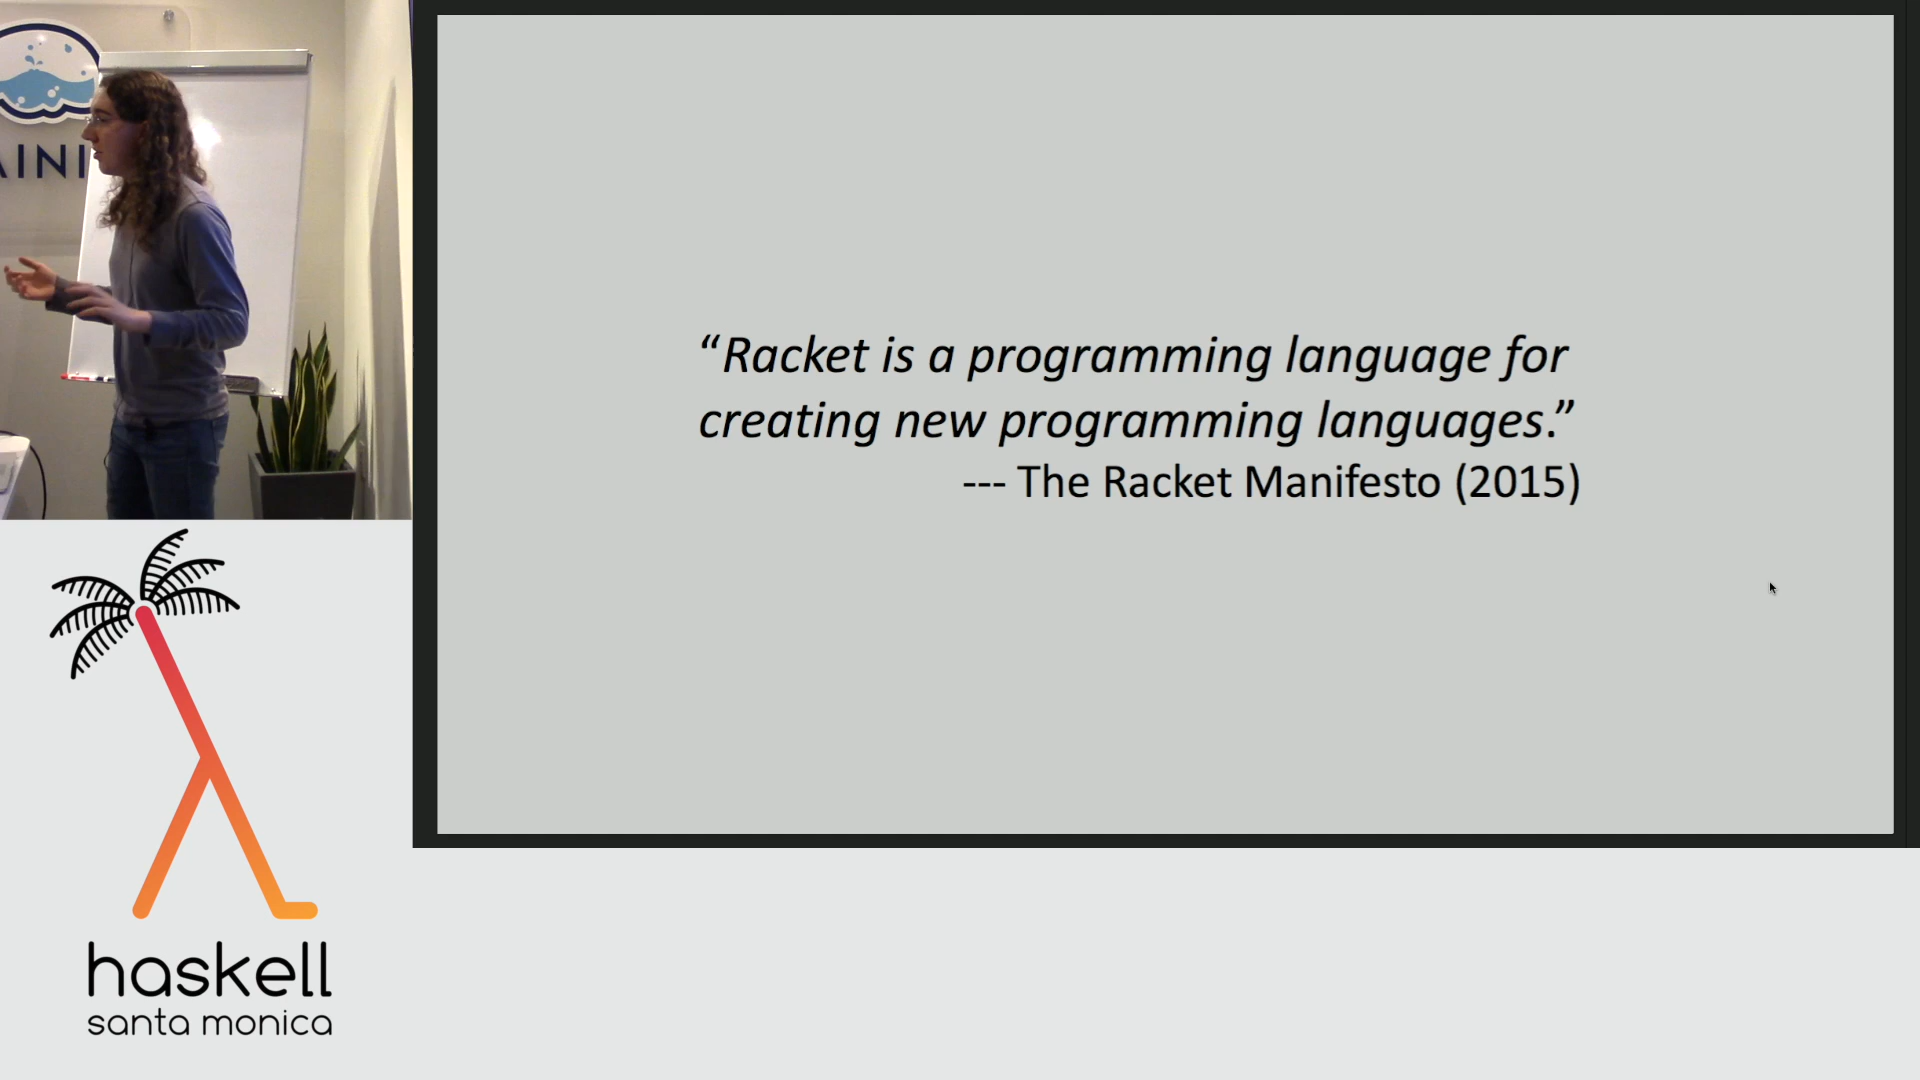 “Racket is a programming language for
creating new programming languages.”
--- The Racket Manifesto (2015)
haskell
santa monica